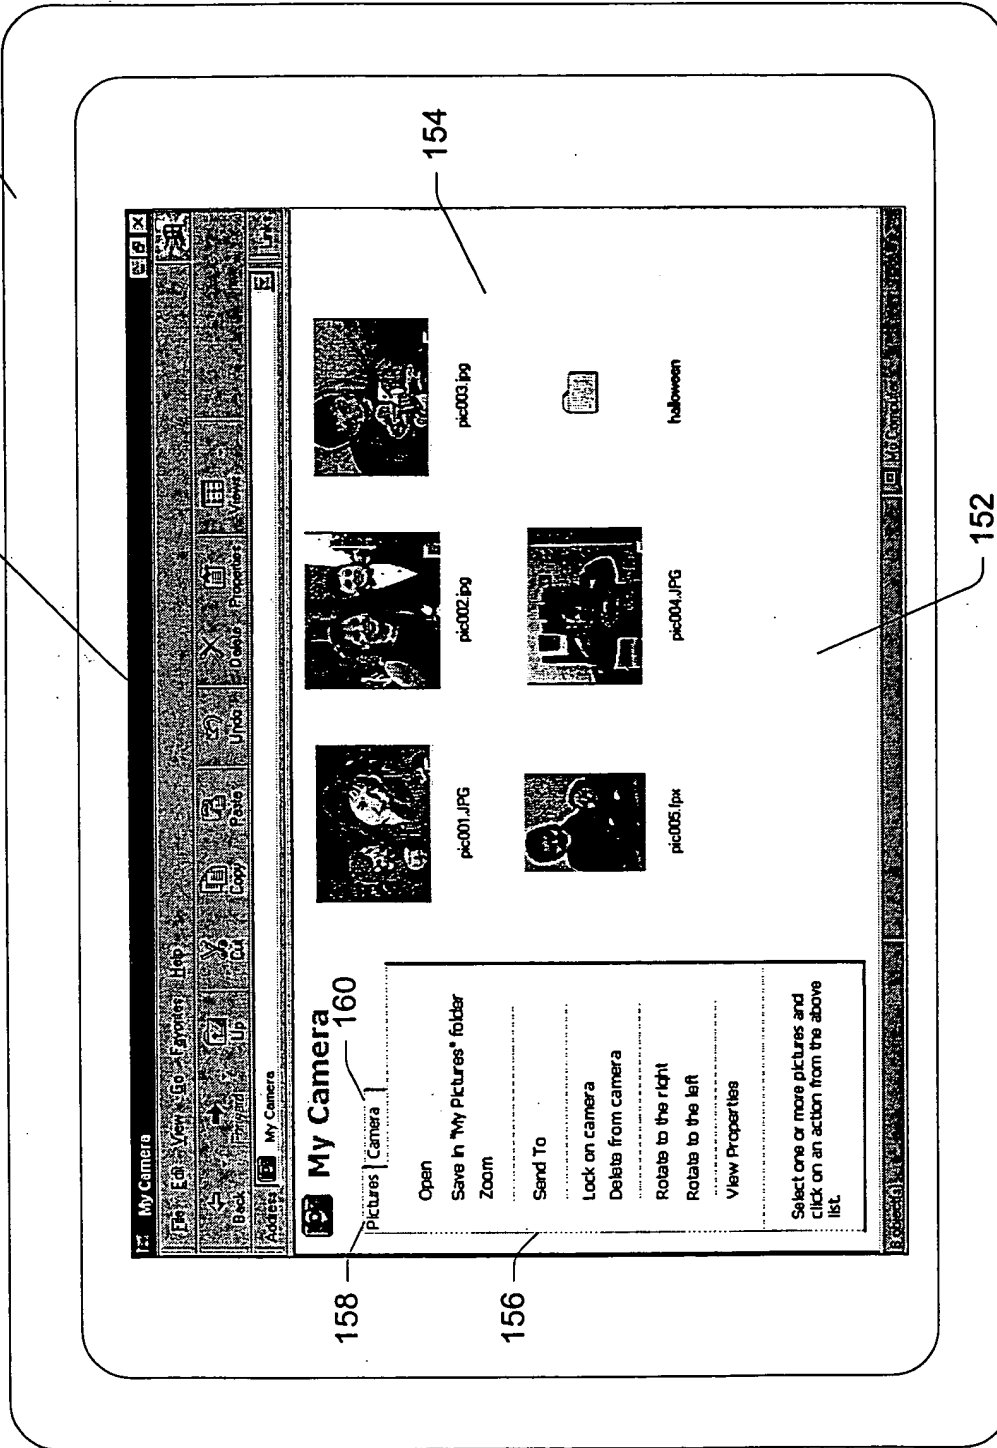 My Camera
File Edit View Go Favorites Help
Back Forward Up Cut Copy Paste Undo Delete Properties Views
Address My Camera Links
My Camera
158
160
Pictures Camera
Open
Save in "My Pictures" folder
Zoom
Send To
156
Lock on camera
Delete from camera
Rotate to the right
Rotate to the left
View Properties
Select one or more pictures and
click on an action from the above
list.
pic001.JPG pic002.jpg pic003.jpg
154
pic005.fpx pic004.JPG halloween
152
object(s) My Computer